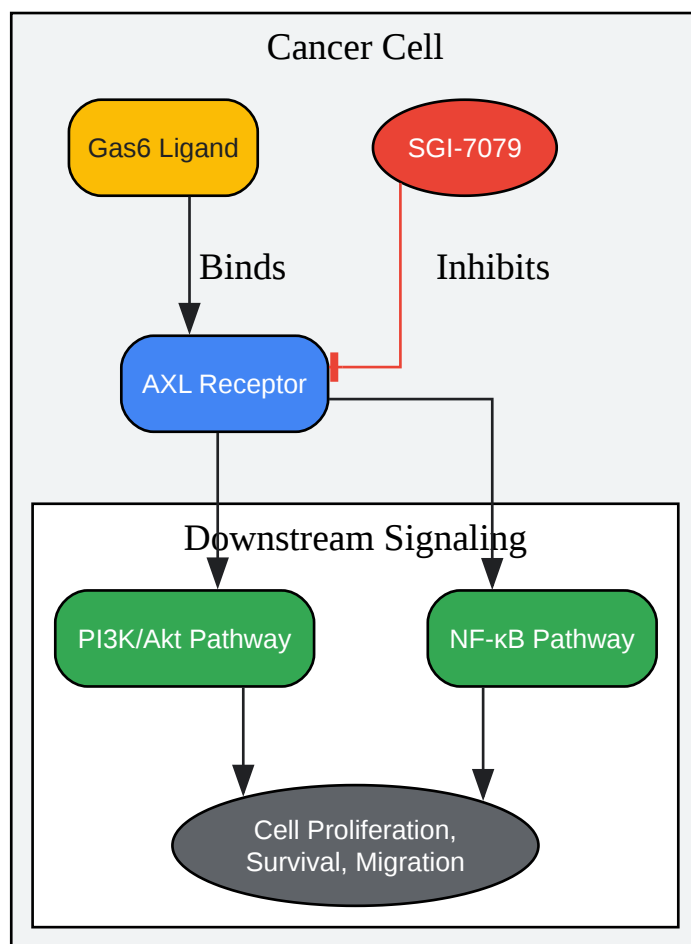 Cancer Cell
Gas6 Ligand
SGI-7079
Binds
Inhibits
AXL Receptor
Downstream Signaling
PI3K/Akt Pathway
NF-κB Pathway
Cell Proliferation,
Survival, Migration